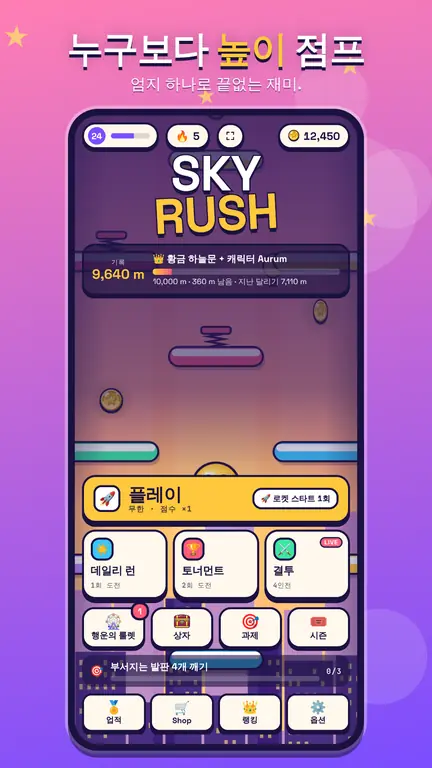 누구보다 높이 점프
엄지 하나로 끝없는 재미.
24
5
12,450
SKY
RUSH
기록
9,640 m
황금 하늘문 + 캐릭터 Aurum
10,000 m · 360 m 남음 · 지난 달리기 7,110 m
플레이
무한 · 점수 ×1
로켓 스타트 1회
데일리 런
1회 도전
토너먼트
2회 도전
LIVE
결투
4인전
1
행운의 룰렛
상자
과제
시즌
부서지는 발판 4개 깨기
0/3
업적
Shop
랭킹
옵션